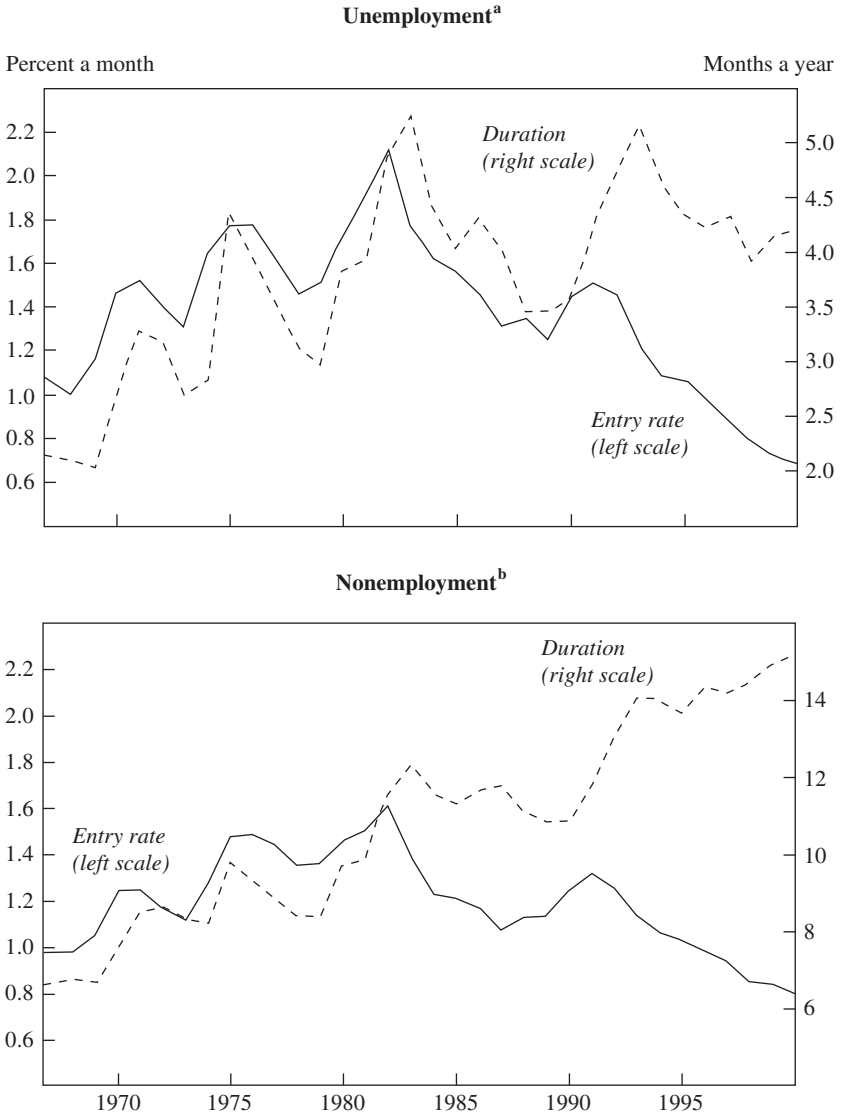 Unemploymentᵃ
Percent a month Months a year
2.2
2.0
1.8
1.6
1.4
1.2
1.0
0.8
0.6
Duration
(right scale)
Entry rate
(left scale)
5.0
4.5
4.0
3.5
3.0
2.5
2.0
Nonemploymentᵇ
2.2
2.0
1.8
1.6
1.4
1.2
1.0
0.8
0.6
Duration
(right scale)
Entry rate
(left scale)
14
12
10
8
6
1970 1975 1980 1985 1990 1995